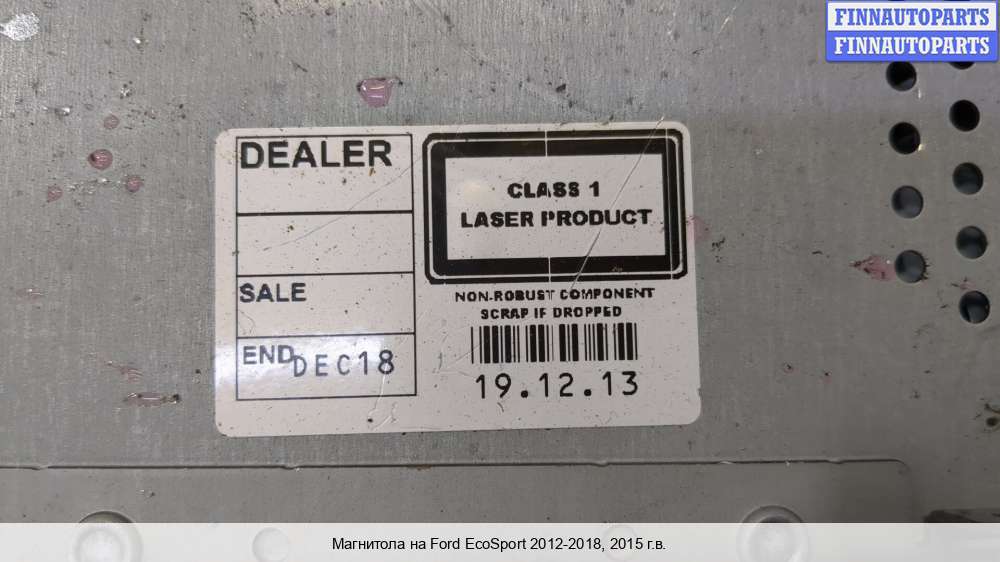 FINNAUTOPARTS
FINNAUTOPARTS
DEALER
SALE
END DEC18
CLASS 1
LASER PRODUCT
NON-ROBUST COMPONENT
SCRAP IF DROPPED
19.12.13
Магнитола на Ford EcoSport 2012-2018, 2015 г.в.